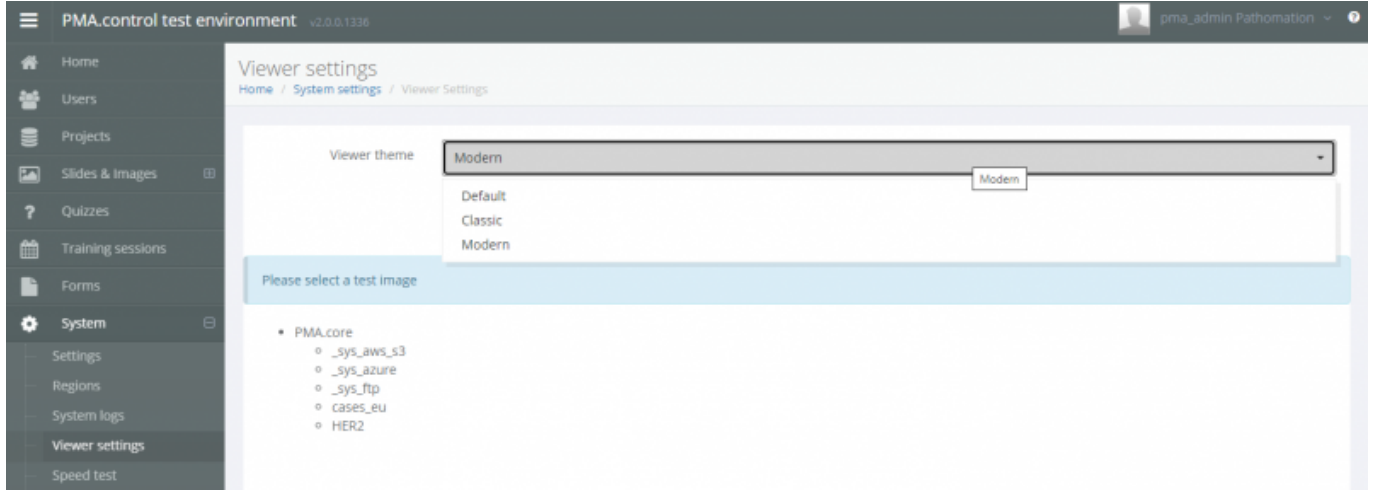 PMA.control test environment v2.0.0.1336
pma_admin Pathomation
Home
Users
Projects
Slides & Images
Quizzes
Training sessions
Forms
System
Settings
Regions
System logs
Viewer settings
Speed test
Viewer settings
Home / System settings / Viewer Settings
Viewer theme
Modern
Modern
Default
Classic
Modern
Please select a test image
PMA.core
_sys_aws_s3
_sys_azure
_sys_ftp
cases_eu
HER2